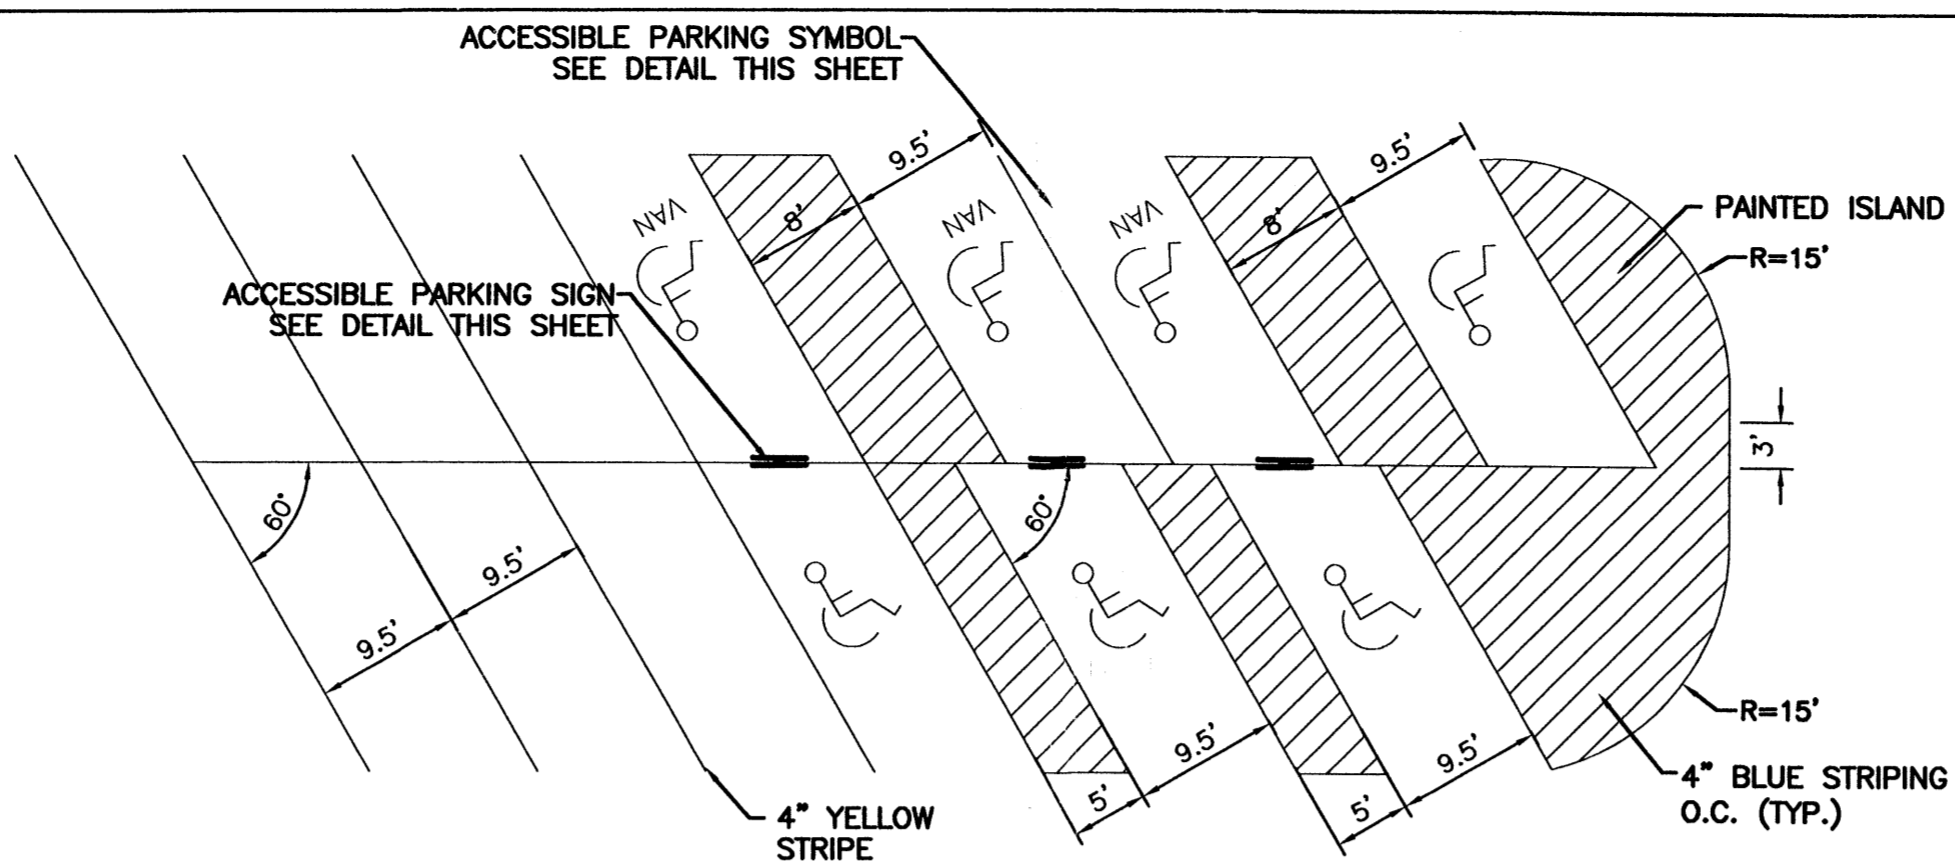 ACCESSIBLE PARKING SYMBOL
SEE DETAIL THIS SHEET
9.5'
9.5'
8'
8'
VAN
VAN
VAN
PAINTED ISLAND
R=15'
ACCESSIBLE PARKING SIGN
SEE DETAIL THIS SHEET
3'
60°
60°
9.5'
9.5'
9.5'
9.5'
5'
5'
R=15'
4" BLUE STRIPING
O.C. (TYP.)
4" YELLOW
STRIPE